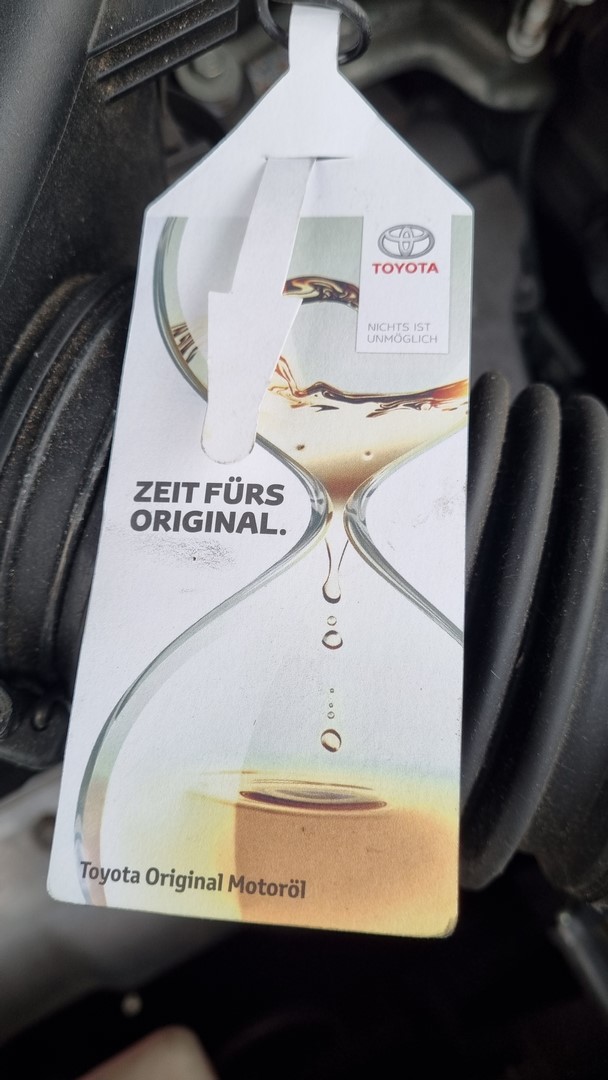 TOYOTA
NICHTS IST
UNMÖGLICH
ZEIT FÜRS
ORIGINAL.
Toyota Original Motoröl